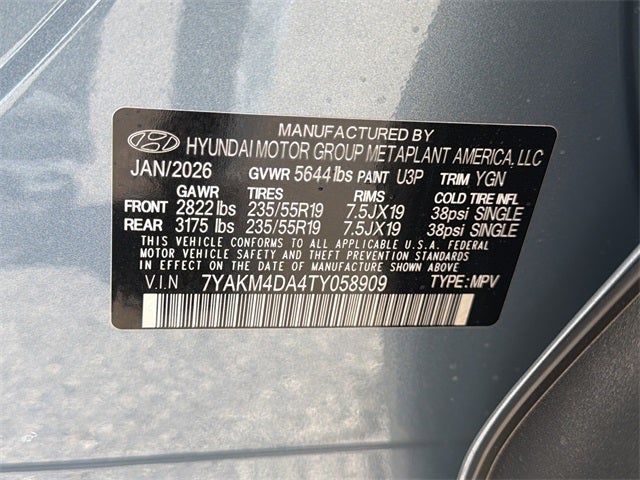 MANUFACTURED BY
HYUNDAI MOTOR GROUP METAPLANT AMERICA, LLC
JAN/2026 GVWR 5644 lbs PAINT U3P TRIM YGN
GAWR TIRES RIMS COLD TIRE INFL
FRONT 2822 lbs 235/55R19 7.5JX19 38psi SINGLE
REAR 3175 lbs 235/55R19 7.5JX19 38psi SINGLE
THIS VEHICLE CONFORMS TO ALL APPLICABLE U.S.A. FEDERAL
MOTOR VEHICLE SAFETY AND THEFT PREVENTION STANDARDS
IN EFFECT ON THE DATE OF MANUFACTURE SHOWN ABOVE.
V.I.N 7YAKM4DA4TY058909 TYPE: MPV